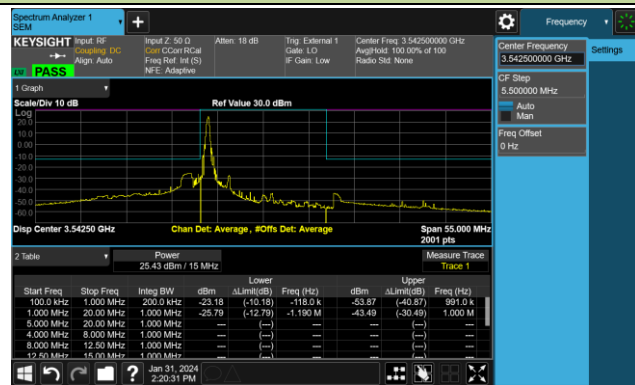 Spectrum Analyzer 1
SEM
Frequency
KEYSIGHT
Input: RF
Coupling: DC
Align: Auto
Input Z: 50 Ω
Corr CCorr RCal
Freq Ref: Int (S)
NFE: Adaptive
Atten: 18 dB
Trig: External 1
Gate: LO
IF Gain: Low
Center Freq: 3.542500000 GHz
Avg|Hold: 100.00% of 100
Radio Std: None
PASS
Center Frequency
3.542500000 GHz
Settings
CF Step
5.500000 MHz
Auto
Man
Freq Offset
0 Hz
1 Graph
Scale/Div 10 dB
Ref Value 30.0 dBm
Log
20.0
10.0
0.00
-10.0
-20.0
-30.0
-40.0
-50.0
-60.0
Disp Center 3.54250 GHz
Chan Det: Average, #Offs Det: Average
Span 55.000 MHz
2001 pts
2 Table
Power
25.43 dBm / 15 MHz
Measure Trace
Trace 1
Lower Upper
Start Freq Stop Freq Integ BW dBm ΔLimit(dB) Freq (Hz) dBm ΔLimit(dB) Freq (Hz)
100.0 kHz 1.000 MHz 200.0 kHz -23.18 (-10.18) -118.0 k -53.87 (-40.87) 991.0 k
1.000 MHz 20.00 MHz 1.000 MHz -25.79 (-12.79) -1.190 M -43.49 (-30.49) 1.000 M
5.000 MHz 20.00 MHz 1.000 MHz --- (---) --- --- (---) ---
4.000 MHz 8.000 MHz 1.000 MHz --- (---) --- --- (---) ---
8.000 MHz 12.50 MHz 1.000 MHz --- (---) --- --- (---) ---
12.50 MHz 15.00 MHz 1.000 MHz --- (---) --- --- (---) ---
Jan 31, 2024
2:20:31 PM